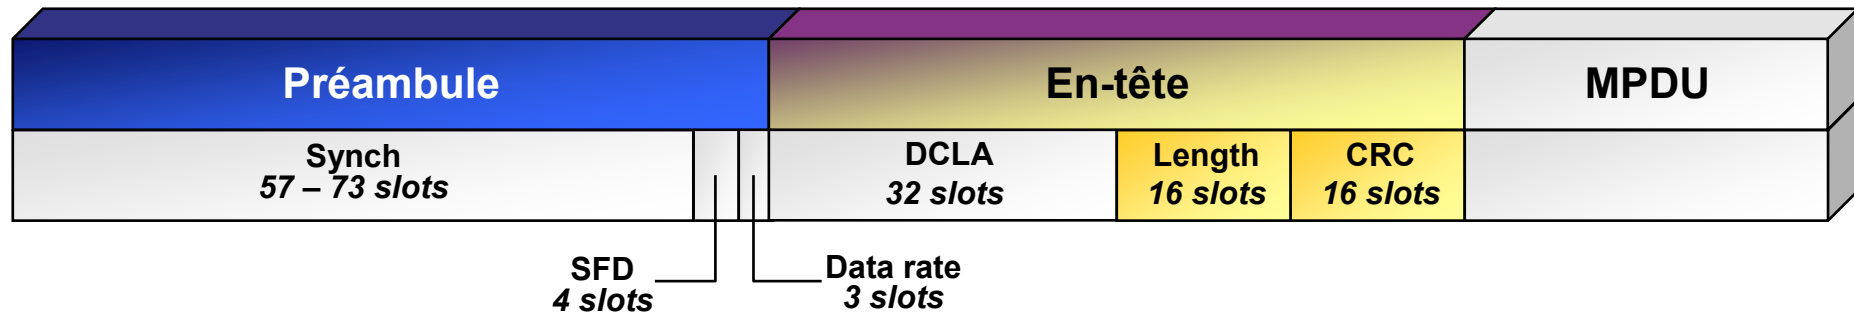 Préambule
En-tête
MPDU
Synch
57 – 73 slots
DCLA
32 slots
Length
16 slots
CRC
16 slots
SFD
4 slots
Data rate
3 slots